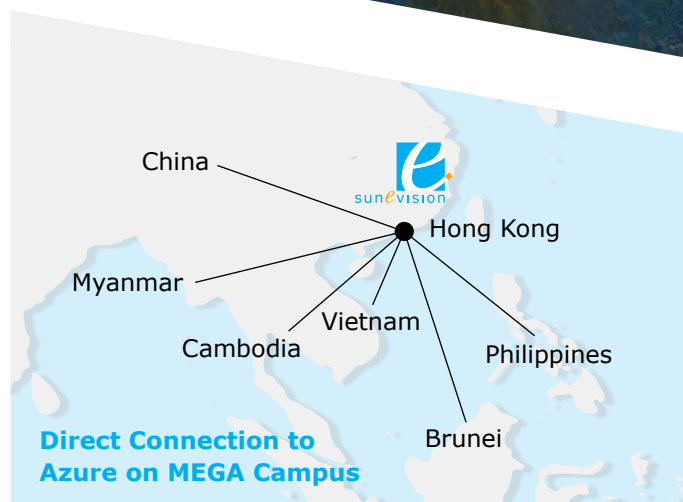 China
sunevision
Hong Kong
Myanmar
Vietnam
Cambodia
Philippines
Brunei
Direct Connection to
Azure on MEGA Campus